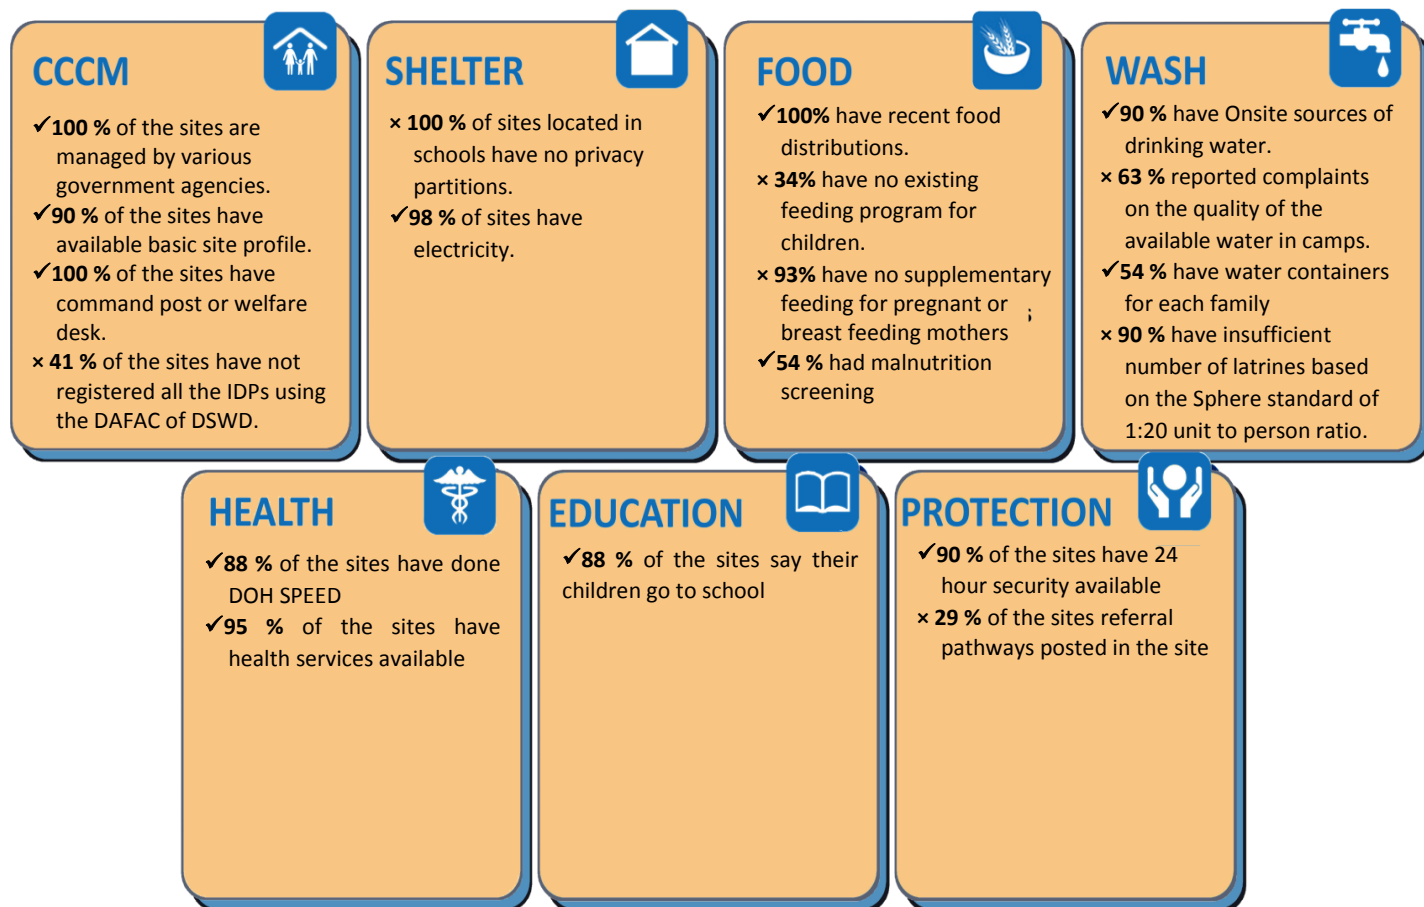 CCCM
✓100 % of the sites are
managed by various
government agencies.
✓90 % of the sites have
available basic site profile.
✓100 % of the sites have
command post or welfare
desk.
× 41 % of the sites have not
registered all the IDPs using
the DAFAC of DSWD.
SHELTER
× 100 % of sites located in
schools have no privacy
partitions.
✓98 % of sites have
electricity.
FOOD
✓100% have recent food
distributions.
× 34% have no existing
feeding program for
children.
× 93% have no supplementary
feeding for pregnant or
breast feeding mothers
✓54 % had malnutrition
screening
WASH
✓90 % have Onsite sources of
drinking water.
× 63 % reported complaints
on the quality of the
available water in camps.
✓54 % have water containers
for each family
× 90 % have insufficient
number of latrines based
on the Sphere standard of
1:20 unit to person ratio.
HEALTH
✓88 % of the sites have done
DOH SPEED
✓95 % of the sites have
health services available
EDUCATION
✓88 % of the sites say their
children go to school
PROTECTION
✓90 % of the sites have 24
hour security available
× 29 % of the sites referral
pathways posted in the site